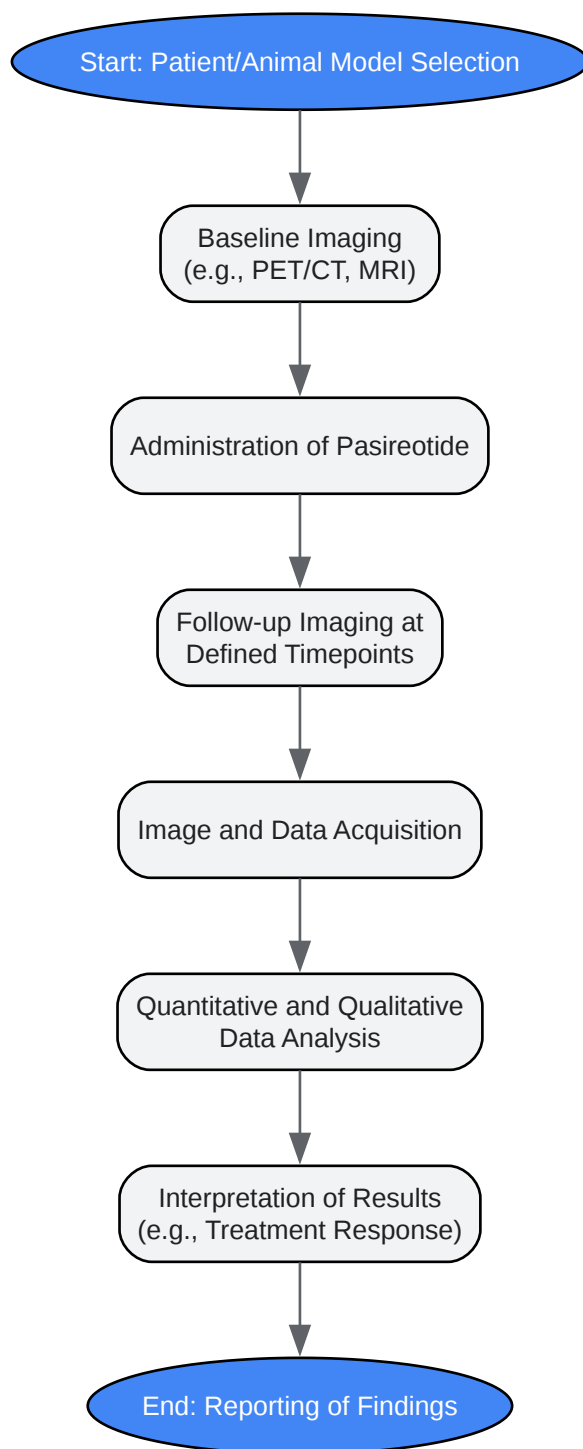 Start: Patient/Animal Model Selection
Baseline Imaging
(e.g., PET/CT, MRI)
Administration of Pasireotide
Follow-up Imaging at
Defined Timepoints
Image and Data Acquisition
Quantitative and Qualitative
Data Analysis
Interpretation of Results
(e.g., Treatment Response)
End: Reporting of Findings